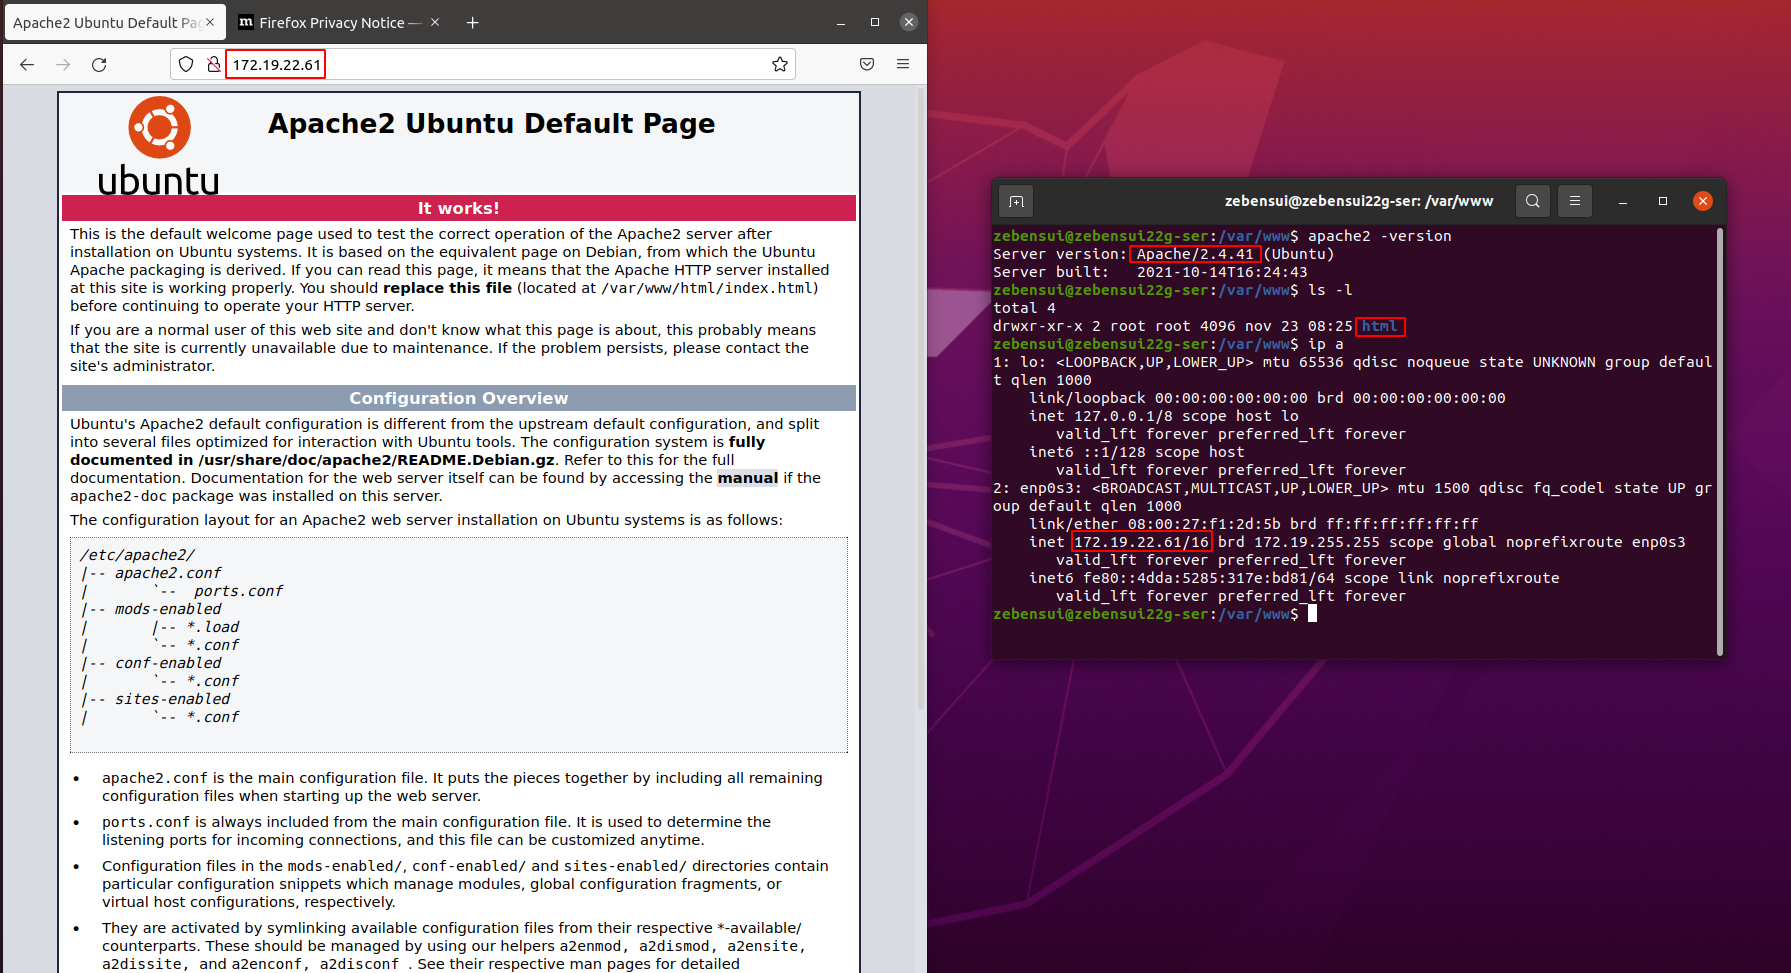 Apache2 Ubuntu Default Pag
Firefox Privacy Notice —
172.19.22.61
ubuntu
Apache2 Ubuntu Default Page
It works!
This is the default welcome page used to test the correct operation of the Apache2 server after
installation on Ubuntu systems. It is based on the equivalent page on Debian, from which the Ubuntu
Apache packaging is derived. If you can read this page, it means that the Apache HTTP server installed
at this site is working properly. You should replace this file (located at /var/www/html/index.html)
before continuing to operate your HTTP server.
If you are a normal user of this web site and don't know what this page is about, this probably means
that the site is currently unavailable due to maintenance. If the problem persists, please contact the
site's administrator.
Configuration Overview
Ubuntu's Apache2 default configuration is different from the upstream default configuration, and split
into several files optimized for interaction with Ubuntu tools. The configuration system is fully
documented in /usr/share/doc/apache2/README.Debian.gz. Refer to this for the full
documentation. Documentation for the web server itself can be found by accessing the manual if the
apache2-doc package was installed on this server.
The configuration layout for an Apache2 web server installation on Ubuntu systems is as follows:
/etc/apache2/
|-- apache2.conf
|       `--  ports.conf
|-- mods-enabled
|       |-- *.load
|       `-- *.conf
|-- conf-enabled
|       `-- *.conf
|-- sites-enabled
|       `-- *.conf
• apache2.conf is the main configuration file. It puts the pieces together by including all remaining
configuration files when starting up the web server.
• ports.conf is always included from the main configuration file. It is used to determine the
listening ports for incoming connections, and this file can be customized anytime.
• Configuration files in the mods-enabled/, conf-enabled/ and sites-enabled/ directories contain
particular configuration snippets which manage modules, global configuration fragments, or
virtual host configurations, respectively.
• They are activated by symlinking available configuration files from their respective *-available/
counterparts. These should be managed by using our helpers a2enmod, a2dismod, a2ensite,
a2dissite, and a2enconf, a2disconf . See their respective man pages for detailed
zebensui@zebensui22g-ser: /var/www
zebensui@zebensui22g-ser:/var/www$ apache2 -version
Server version: Apache/2.4.41 (Ubuntu)
Server built:   2021-10-14T16:24:43
zebensui@zebensui22g-ser:/var/www$ ls -l
total 4
drwxr-xr-x 2 root root 4096 nov 23 08:25 html
zebensui@zebensui22g-ser:/var/www$ ip a
1: lo: <LOOPBACK,UP,LOWER_UP> mtu 65536 qdisc noqueue state UNKNOWN group defaul
t qlen 1000
    link/loopback 00:00:00:00:00:00 brd 00:00:00:00:00:00
    inet 127.0.0.1/8 scope host lo
       valid_lft forever preferred_lft forever
    inet6 ::1/128 scope host
       valid_lft forever preferred_lft forever
2: enp0s3: <BROADCAST,MULTICAST,UP,LOWER_UP> mtu 1500 qdisc fq_codel state UP gr
oup default qlen 1000
    link/ether 08:00:27:f1:2d:5b brd ff:ff:ff:ff:ff:ff
    inet 172.19.22.61/16 brd 172.19.255.255 scope global noprefixroute enp0s3
       valid_lft forever preferred_lft forever
    inet6 fe80::4dda:5285:317e:bd81/64 scope link noprefixroute
       valid_lft forever preferred_lft forever
zebensui@zebensui22g-ser:/var/www$